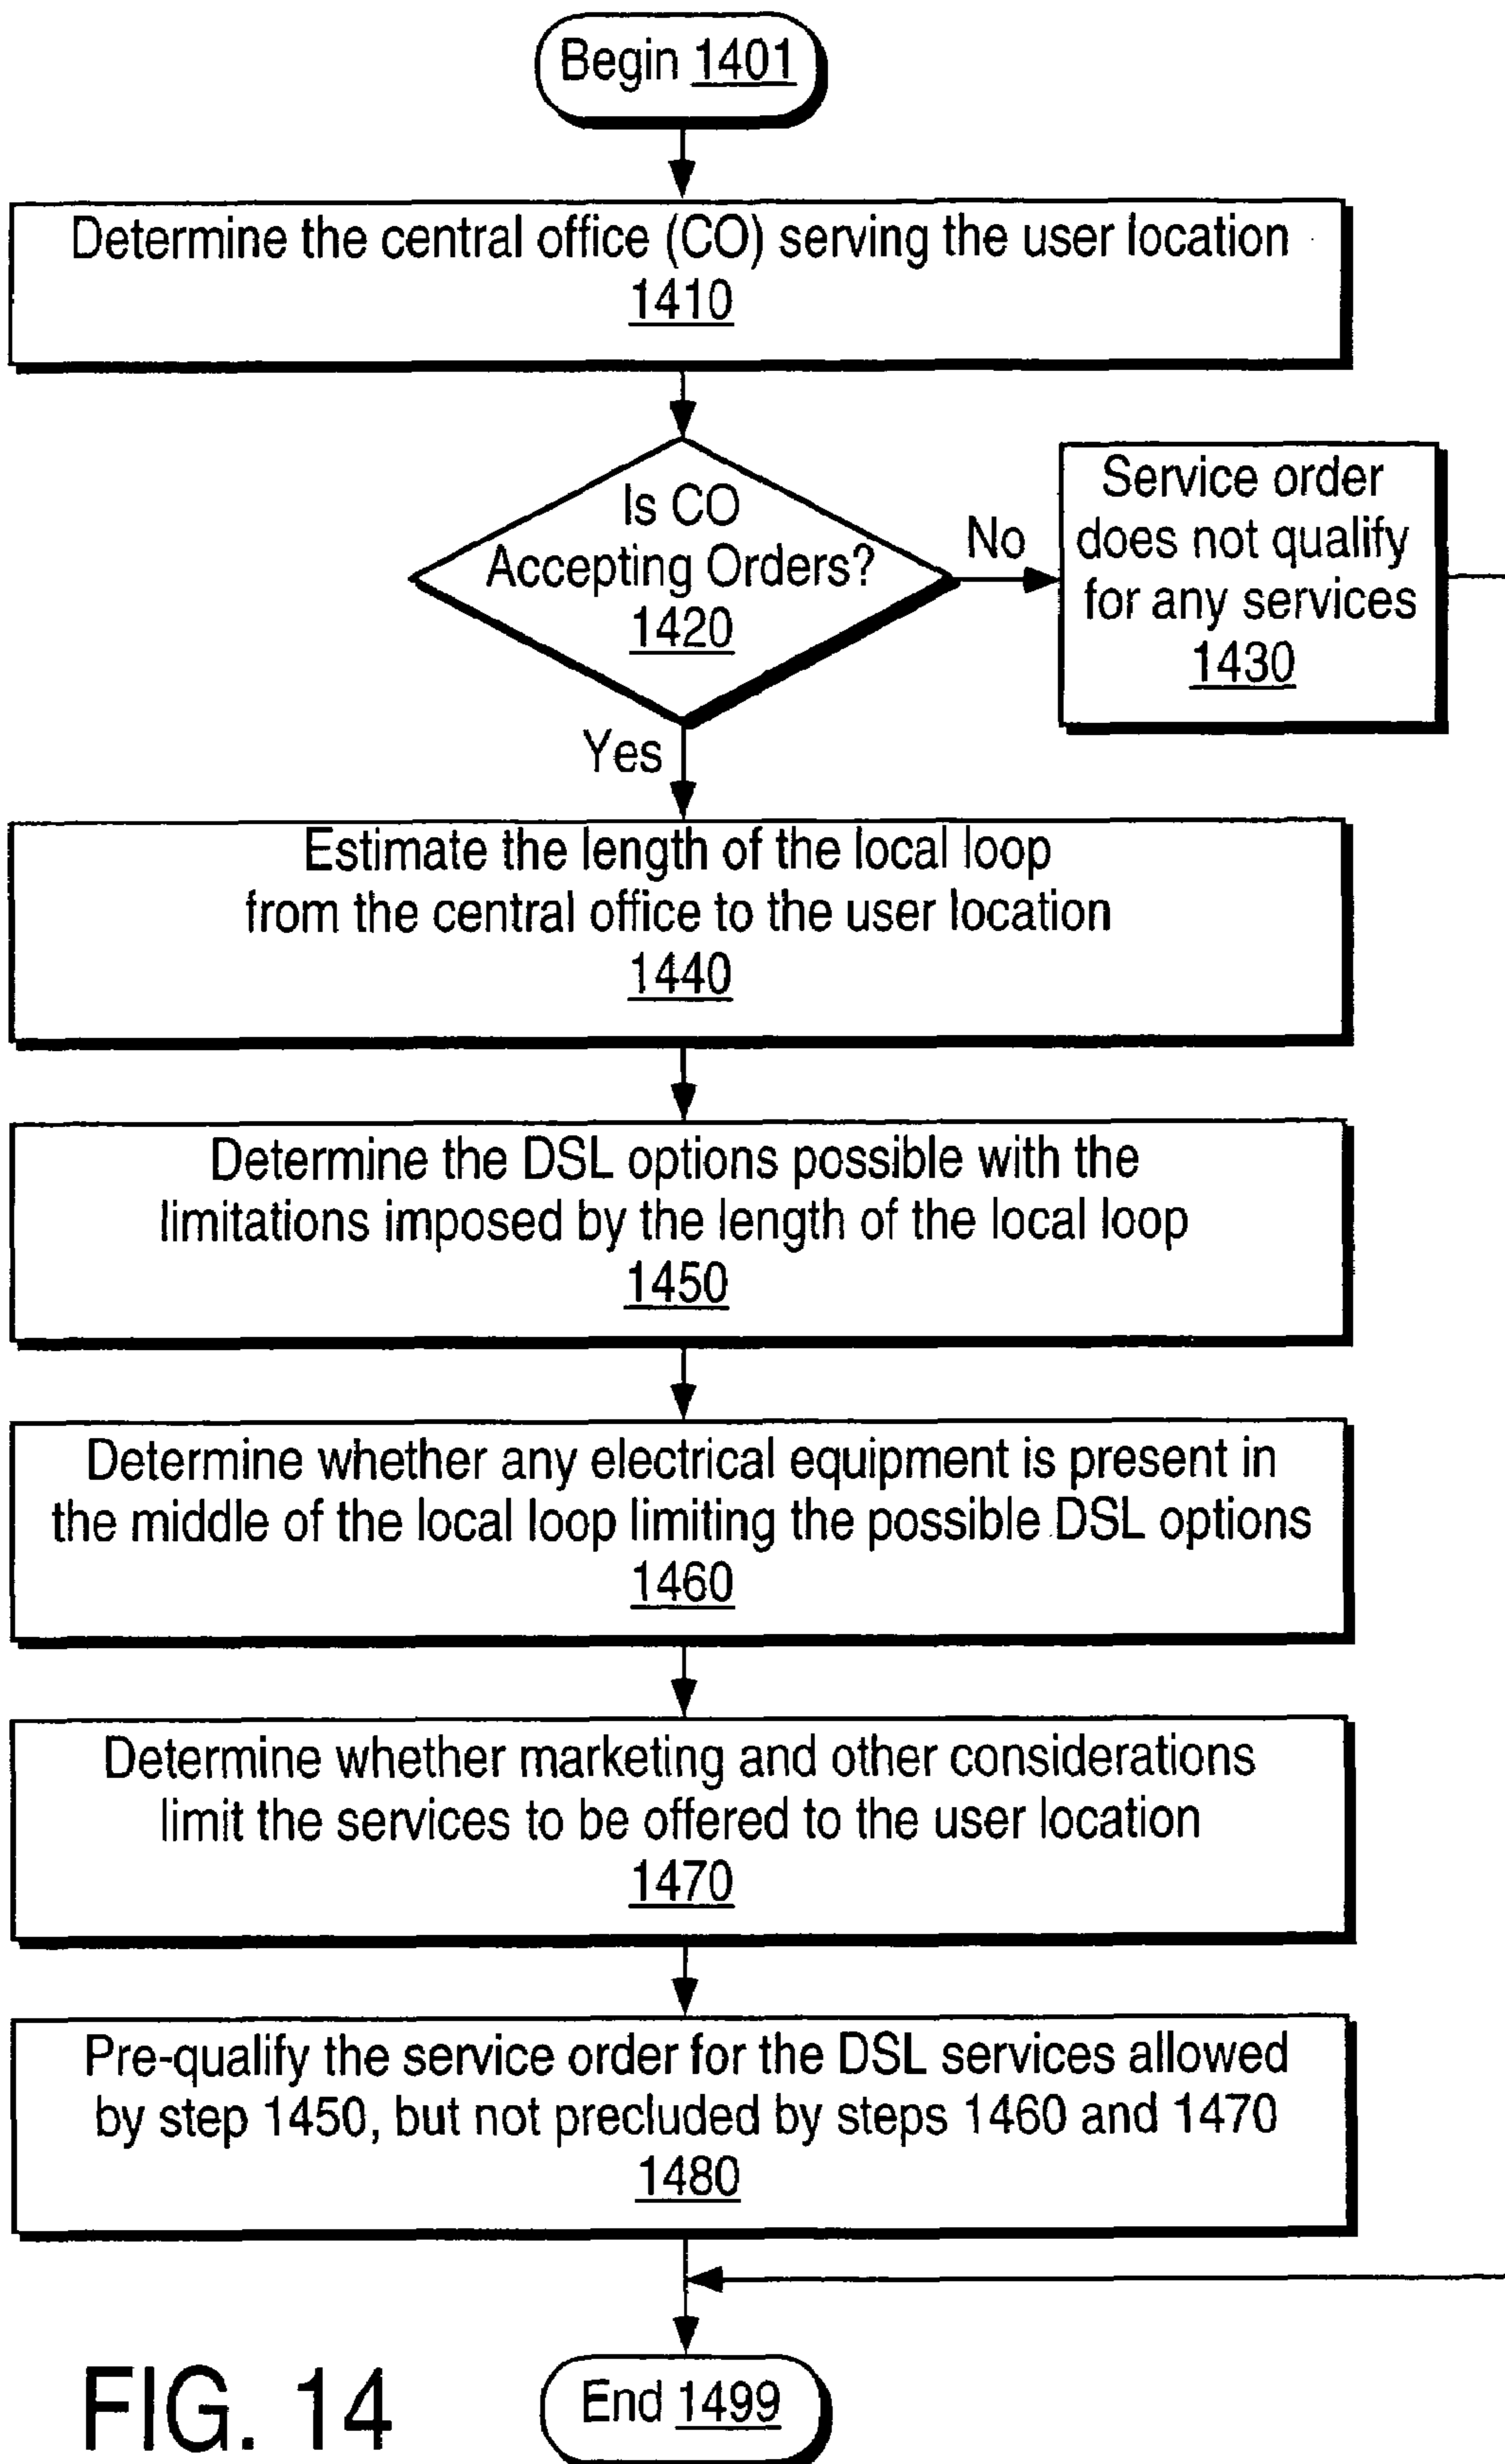 Begin 1401
Determine the central office (CO) serving the user location
1410
Is CO
Accepting Orders?
1420
No
Service order
does not qualify
for any services
1430
Yes
Estimate the length of the local loop
from the central office to the user location
1440
Determine the DSL options possible with the
limitations imposed by the length of the local loop
1450
Determine whether any electrical equipment is present in
the middle of the local loop limiting the possible DSL options
1460
Determine whether marketing and other considerations
limit the services to be offered to the user location
1470
Pre-qualify the service order for the DSL services allowed
by step 1450, but not precluded by steps 1460 and 1470
1480
End 1499
FIG. 14